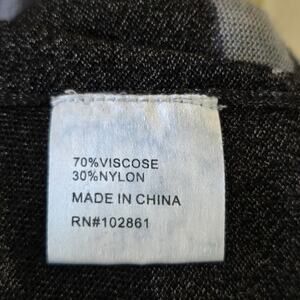 70%VISCOSE
30%NYLON
MADE IN CHINA
RN#102861